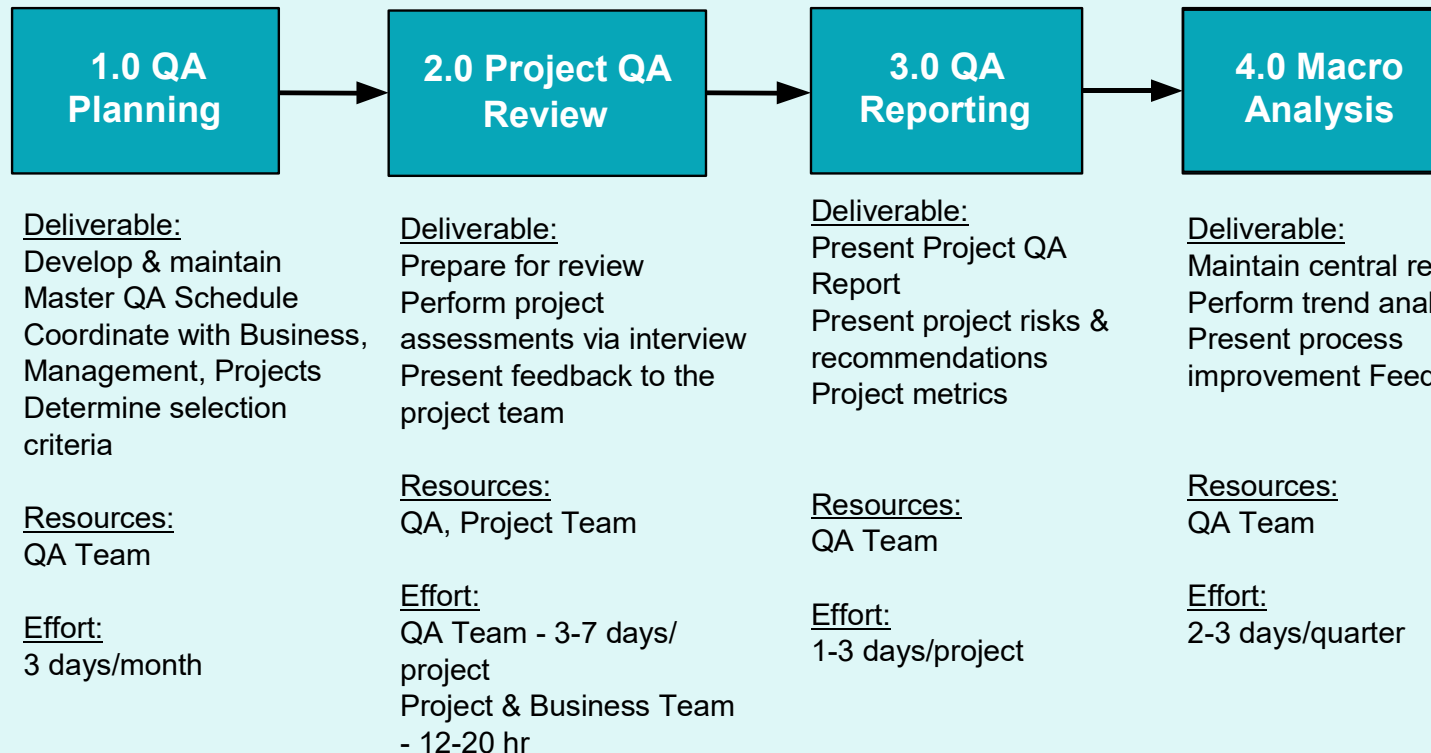 1.0 QA
Planning
2.0 Project QA
Review
3.0 QA
Reporting
4.0 Macro
Analysis
Deliverable:
Develop & maintain
Master QA Schedule
Coordinate with Business,
Management, Projects
Determine selection
criteria
Resources:
QA Team
Effort:
3 days/month
Deliverable:
Prepare for review
Perform project
assessments via interview
Present feedback to the
project team
Resources:
QA, Project Team
Effort:
QA Team - 3-7 days/
project
Project & Business Team
- 12-20 hr
Deliverable:
Present Project QA
Report
Present project risks &
recommendations
Project metrics
Resources:
QA Team
Effort:
1-3 days/project
Deliverable:
Maintain central
Perform trend
Present process
improvement
Resources:
QA Team
Effort:
2-3 days/quarter